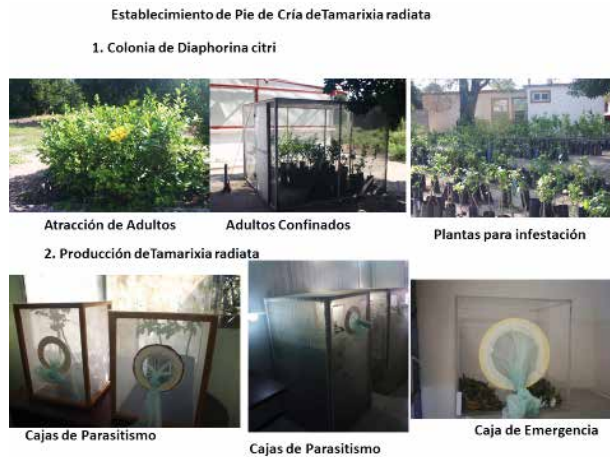 Establecimiento de Pie de Cría deTamarixia radiata
1. Colonia de Diaphorina citri
Atracción de Adultos
Adultos Confinados
Plantas para infestación
2. Producción deTamarixia radiata
Cajas de Parasitismo
Cajas de Parasitismo
Caja de Emergencia